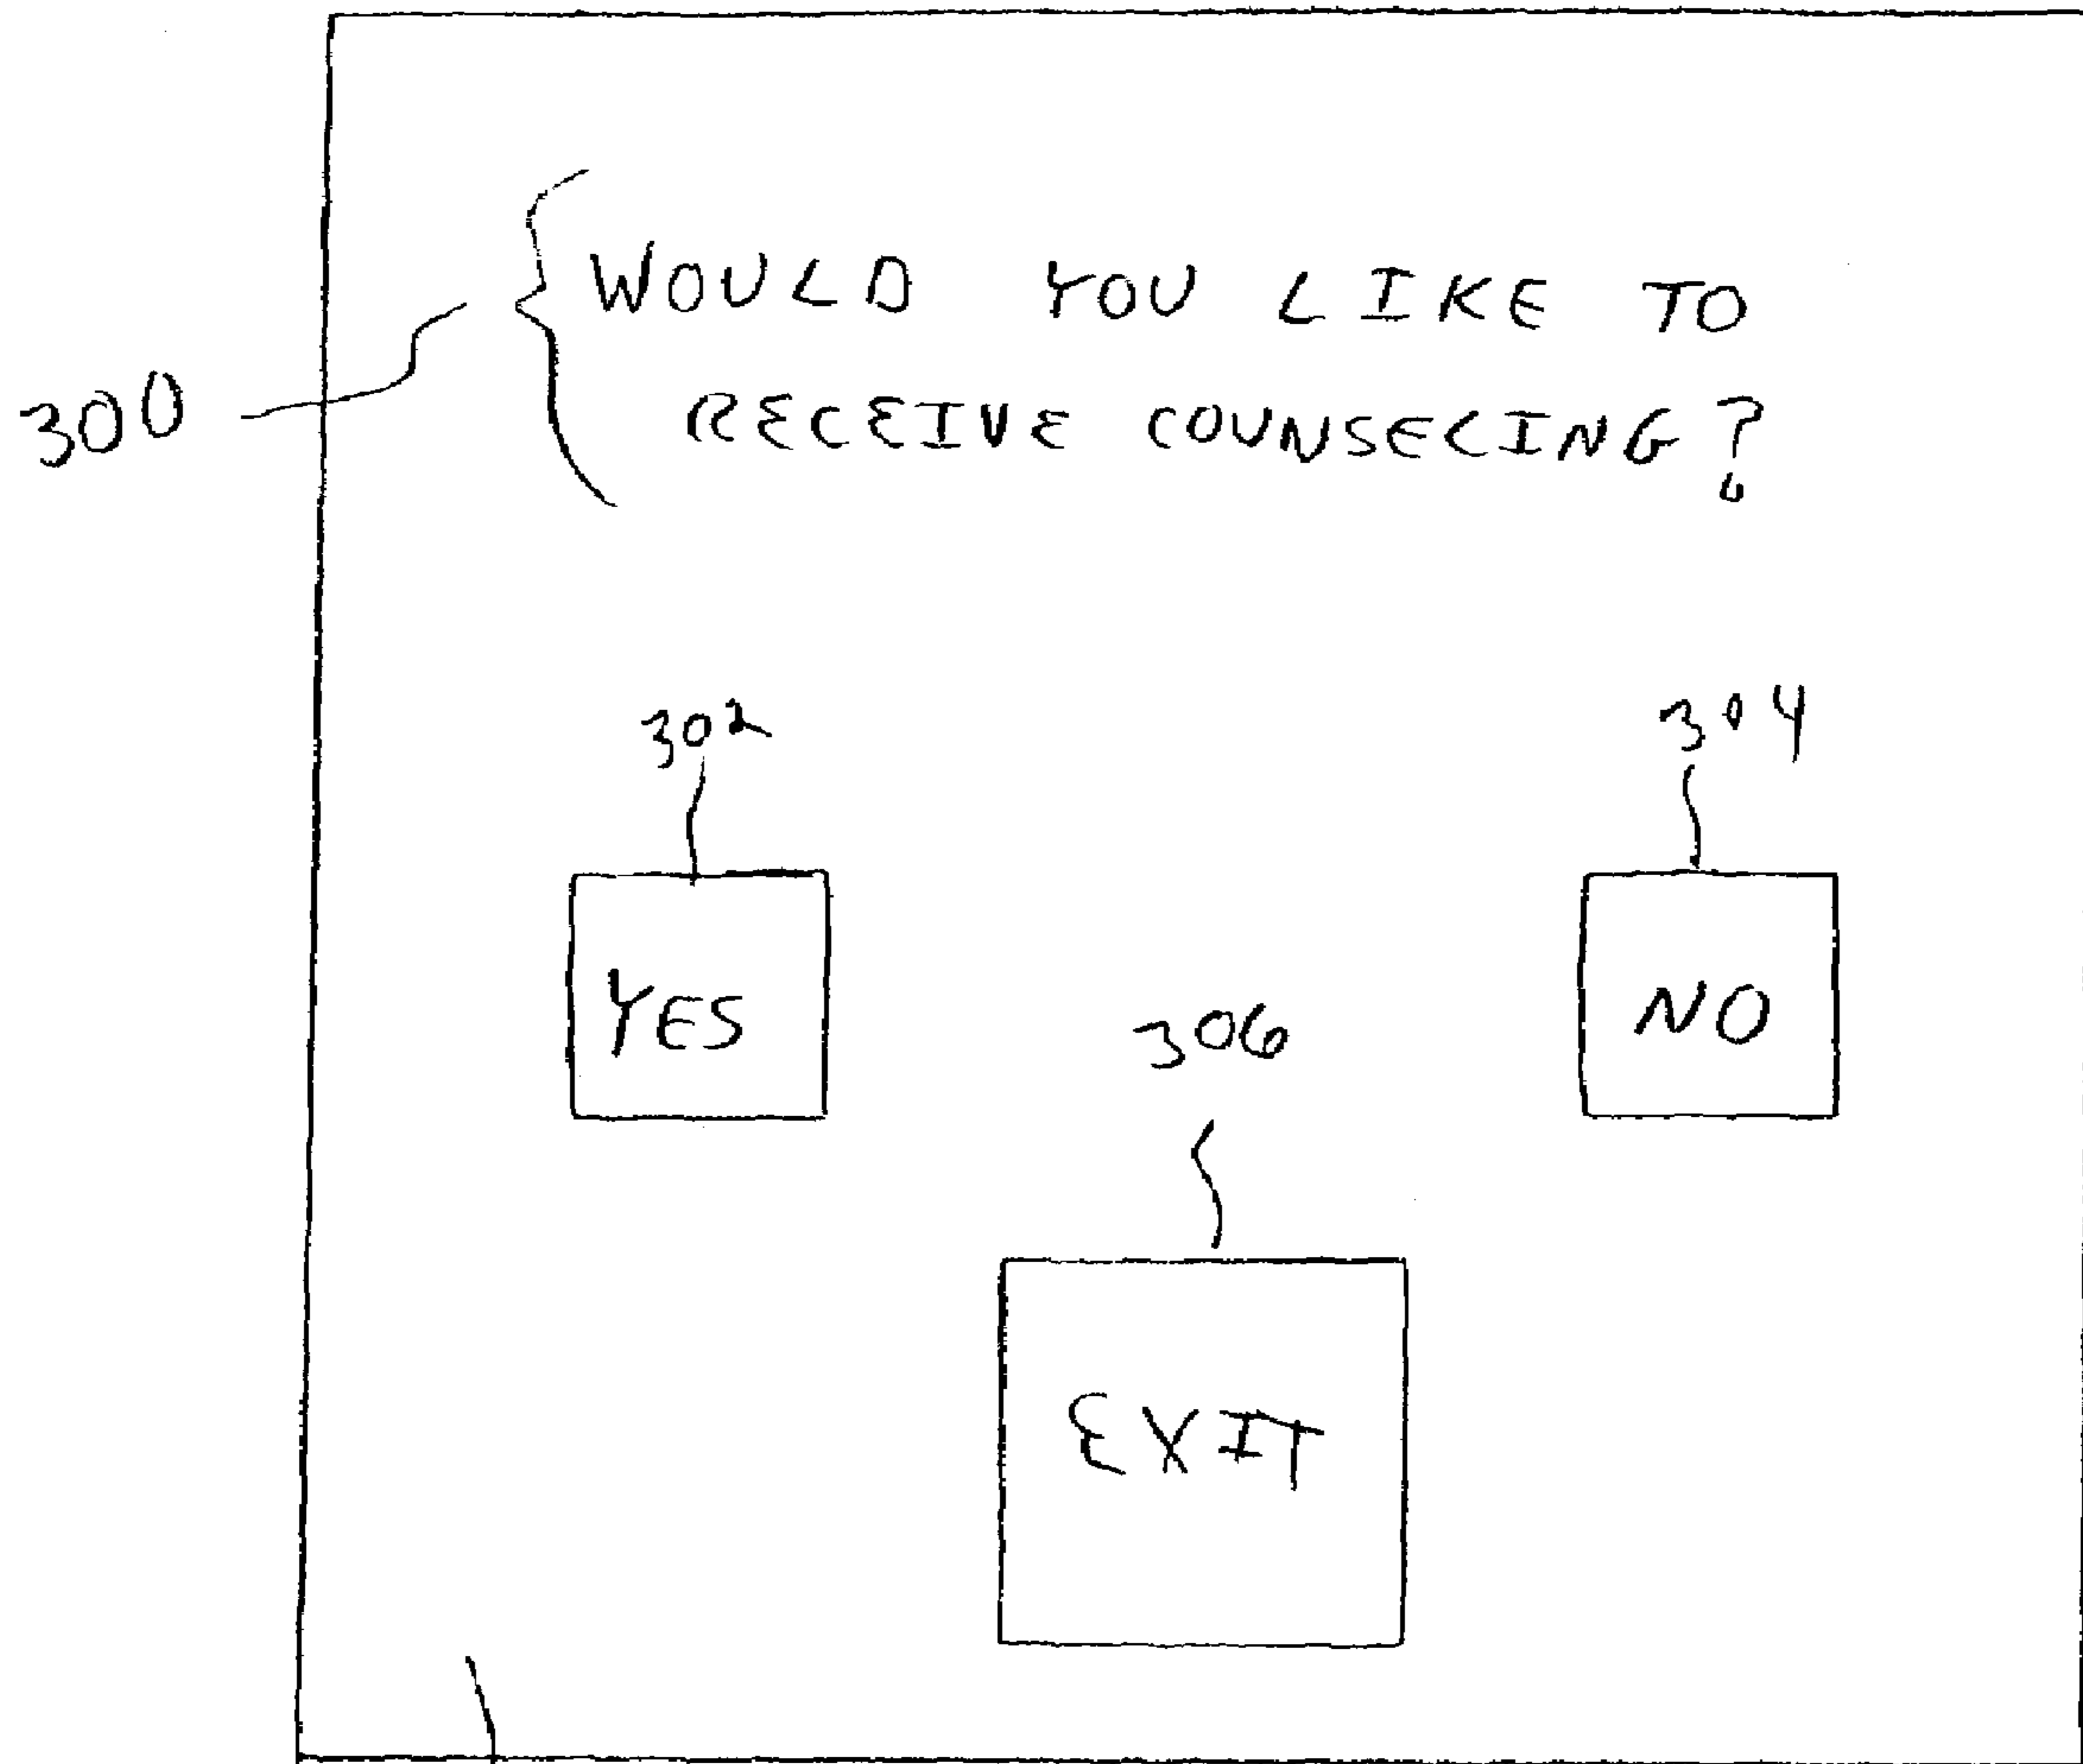 WOULD YOU LIKE TO
300
RECEIVE COUNSELING?
302
304
YES
NO
306
EXIT